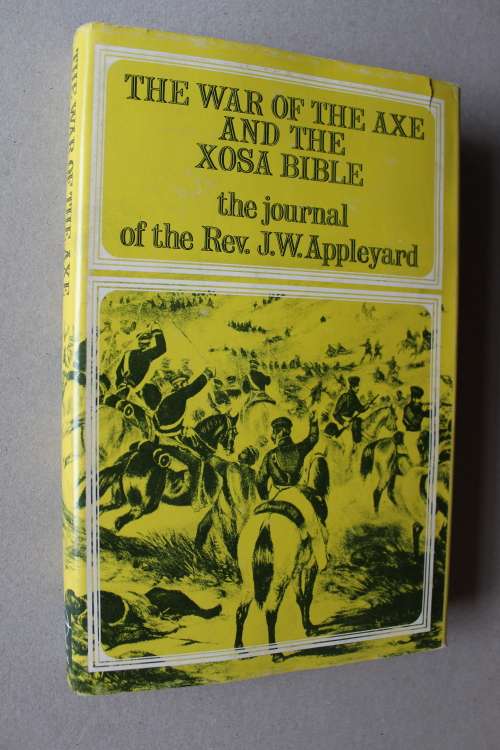 THE WAR OF THE AXE
AND THE
XOSA BIBLE
the journal
of the Rev. J.W. Appleyard
THE WAR OF THE AXE